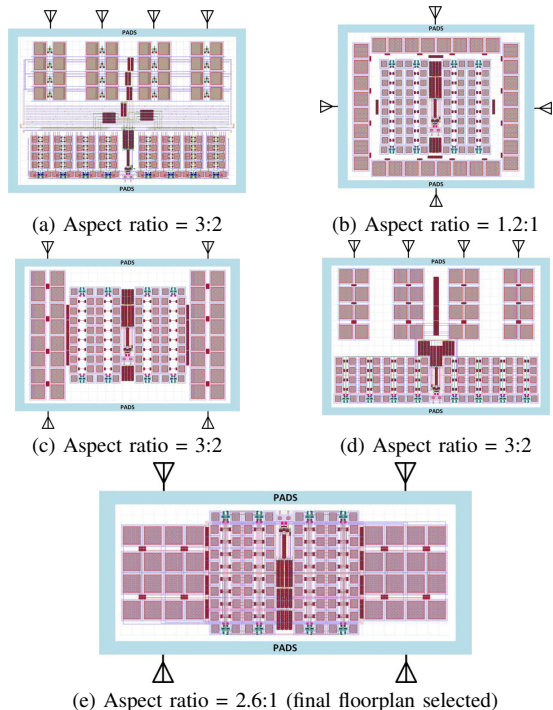 PADS
PADS
(a) Aspect ratio = 3:2
PADS
PADS
(b) Aspect ratio = 1.2:1
PADS
PADS
(c) Aspect ratio = 3:2
PADS
PADS
(d) Aspect ratio = 3:2
PADS
PADS
(e) Aspect ratio = 2.6:1 (final floorplan selected)